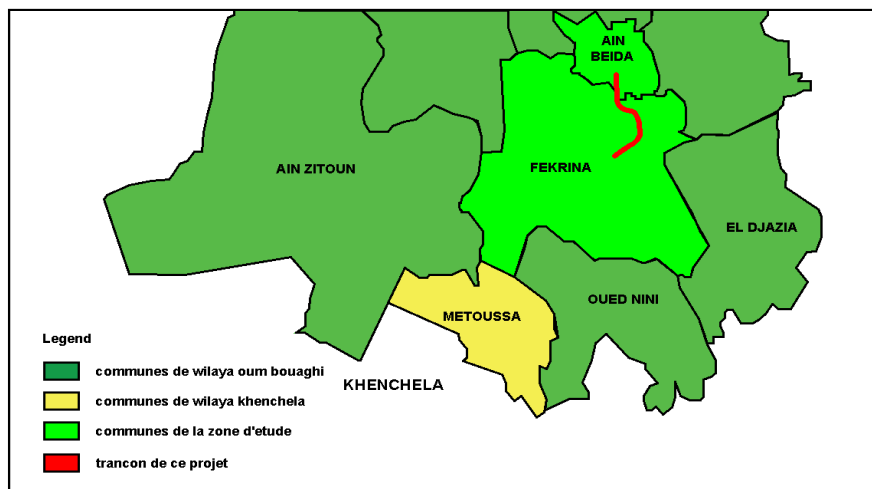 AIN
BEIDA
AIN ZITOUN
FEKRINA
EL DJAZIA
OUED NINI
METOUSSA
Legend
communes de wilaya oum bouaghi
KHENCHELA
communes de wilaya khenchela
communes de la zone d'etude
trancon de ce projet